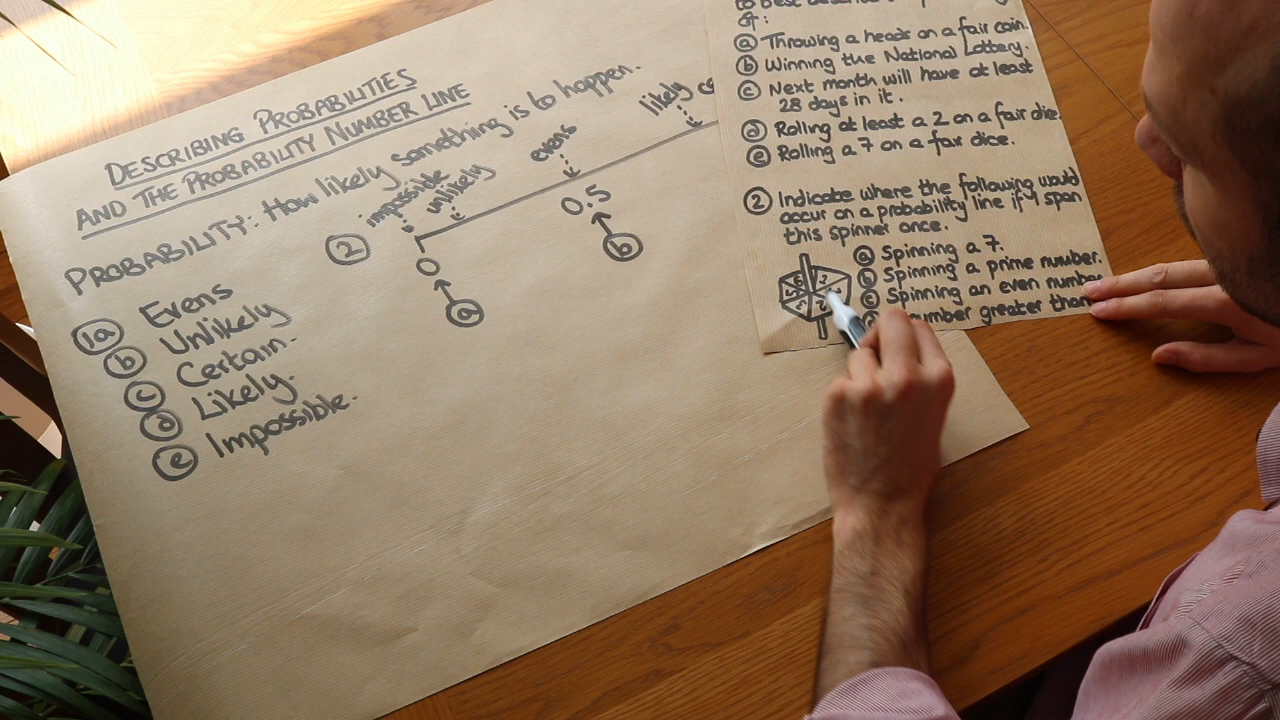 DESCRIBING PROBABILITIES
AND THE PROBABILITY NUMBER LINE
PROBABILITY: How likely something is to happen.
1a Evens
b Unlikely
c Certain.
d Likely.
e Impossible.
2
impossible
unlikely
evens
likely
0
0.5
a
b
a Throwing a heads on a fair coin.
b Winning the National Lottery.
c Next month will have at least
28 days in it.
d Rolling at least a 2 on a fair dice.
e Rolling a 7 on a fair dice.
2 Indicate where the following would
occur on a probability line if I span
this spinner once.
a Spinning a 7.
b Spinning a prime number.
c Spinning an even number
number greater than